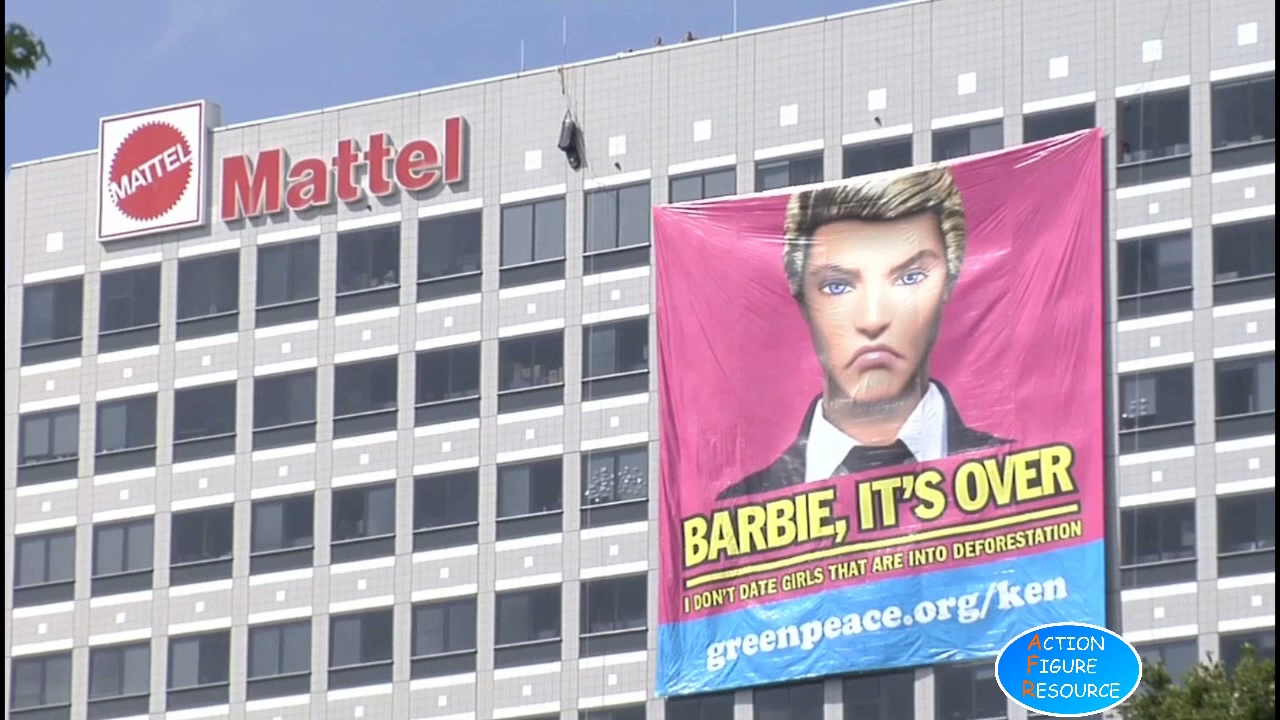 MATTEL
Mattel
BARBIE, IT'S OVER
I DON'T DATE GIRLS THAT ARE INTO DEFORESTATION
greenpeace.org/ken
ACTION
FIGURE
RESOURCE